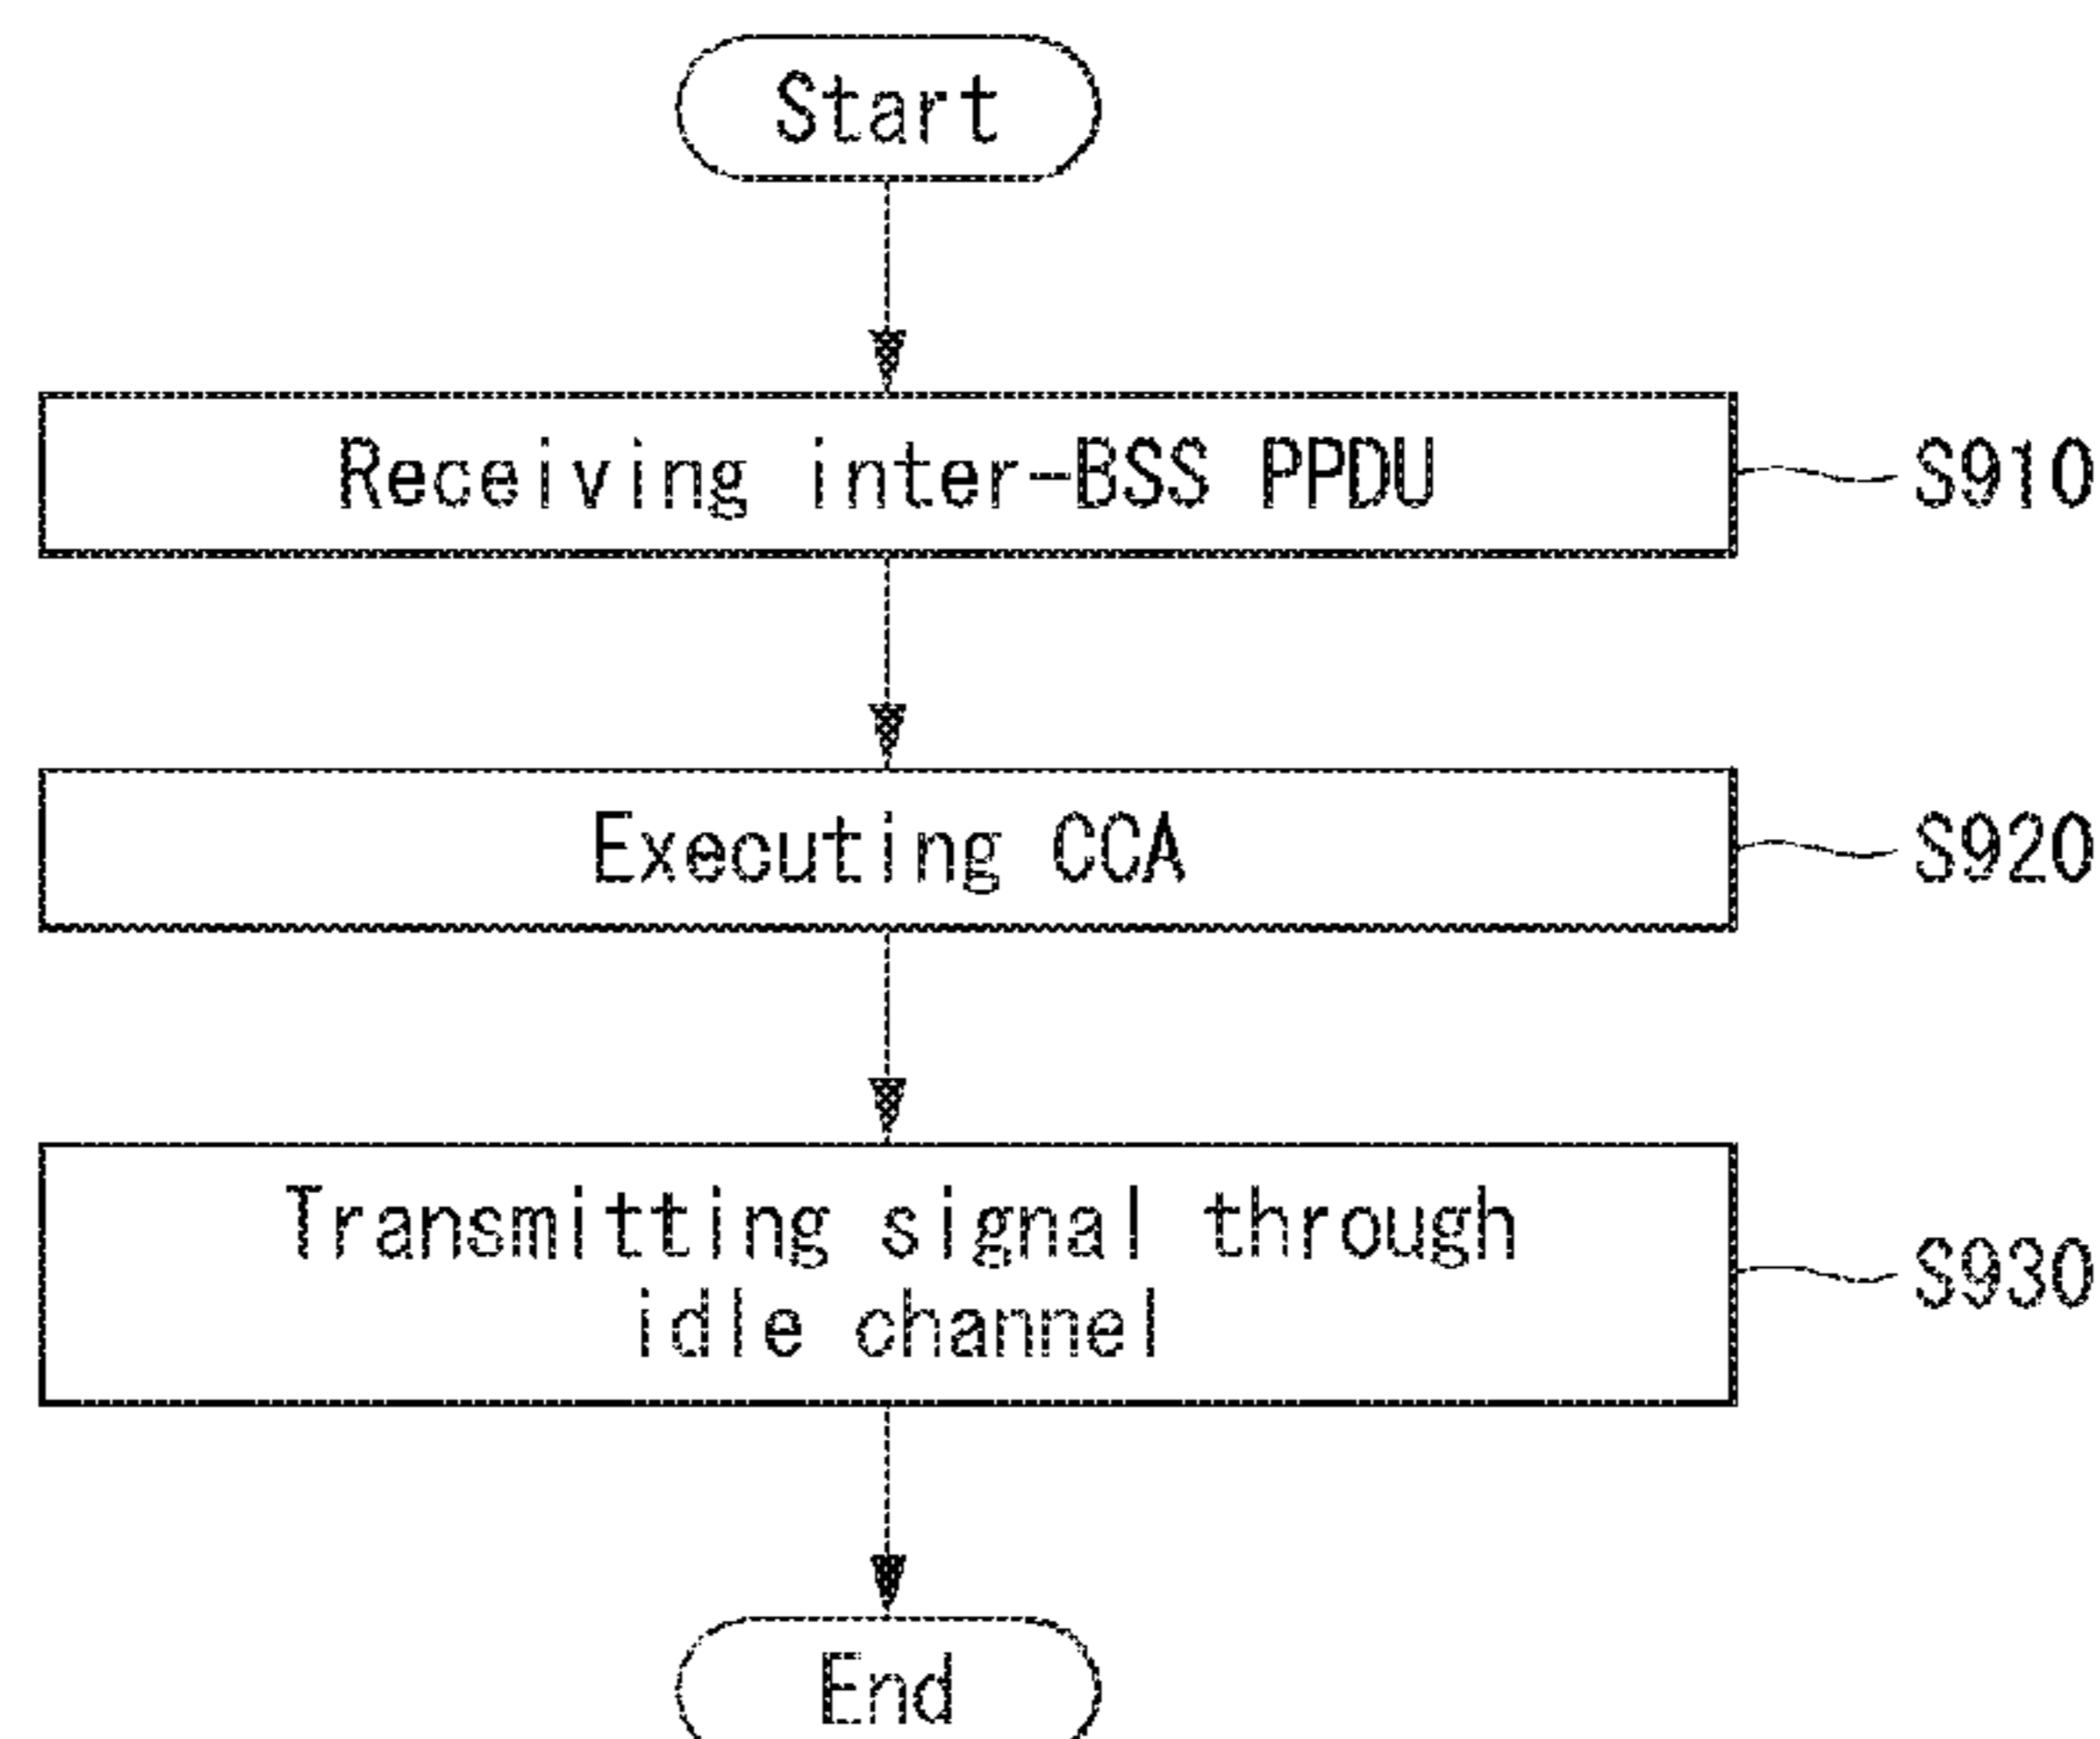 Start
Receiving inter-BSS PPDU
S910
Executing CCA
S920
Transmitting signal through
idle channel
S930
End